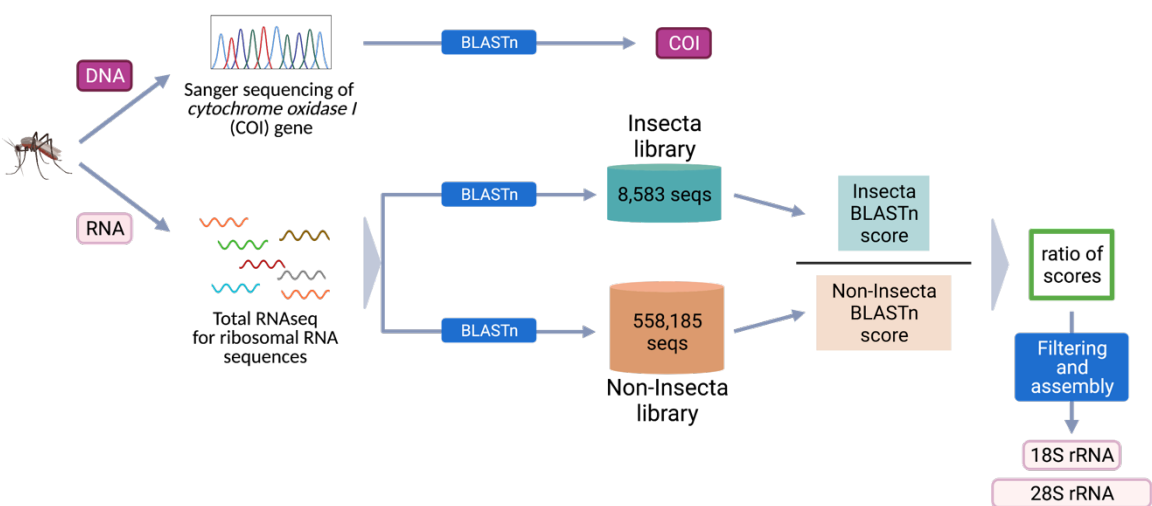 DNA
Sanger sequencing of
cytochrome oxidase I
(COI) gene
BLASTn
COI
RNA
Total RNAseq
for ribosomal RNA
sequences
BLASTn
Insecta
library
8,583 seqs
BLASTn
558,185
seqs
Non-Insecta
library
Insecta
BLASTn
score
Non-Insecta
BLASTn
score
ratio of
scores
Filtering
and
assembly
18S rRNA
28S rRNA